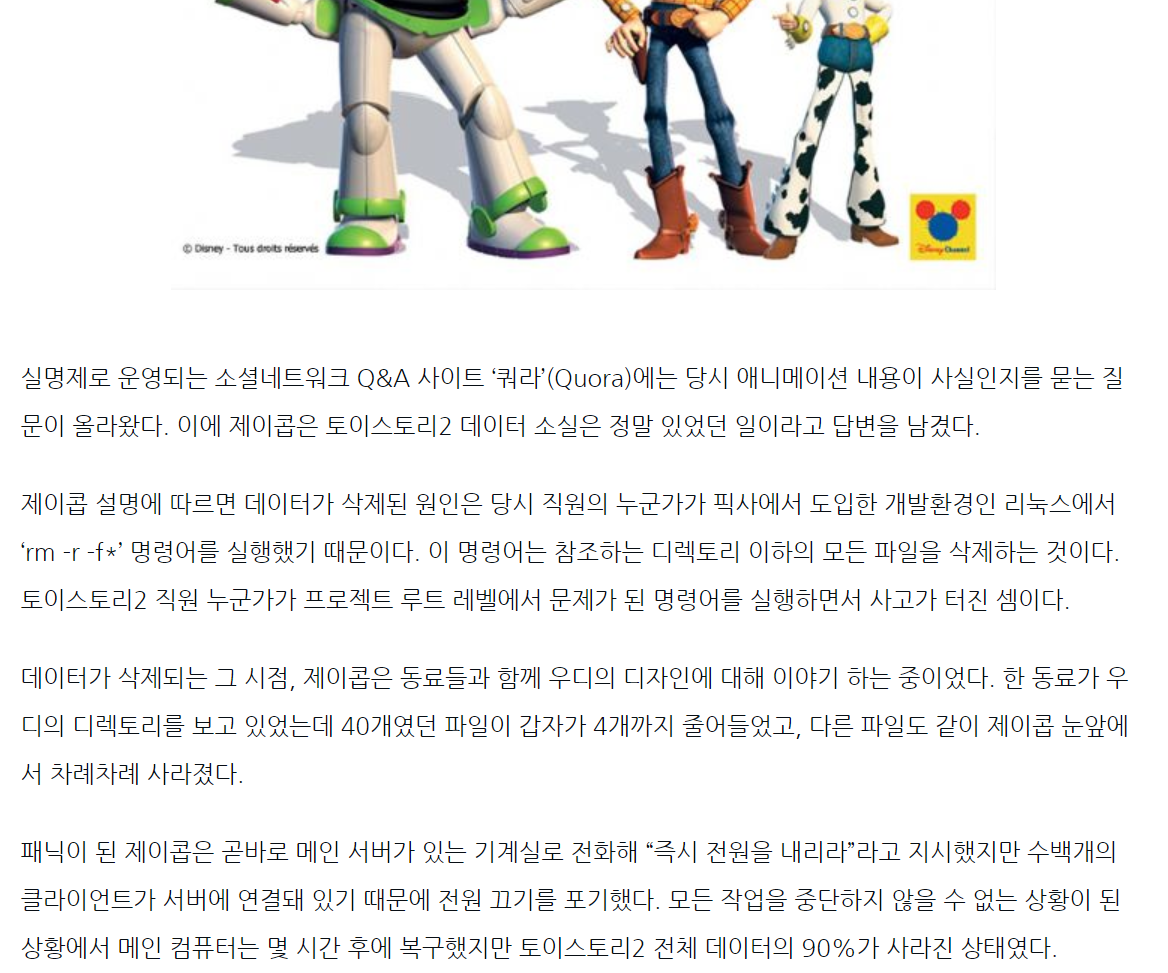 © Disney - Tous droits réservés
Disney Channel
실명제로 운영되는 소셜네트워크 Q&A 사이트 ‘쿼라’(Quora)에는 당시 애니메이션 내용이 사실인지를 묻는 질
문이 올라왔다. 이에 제이콥은 토이스토리2 데이터 소실은 정말 있었던 일이라고 답변을 남겼다.
제이콥 설명에 따르면 데이터가 삭제된 원인은 당시 직원의 누군가가 픽사에서 도입한 개발환경인 리눅스에서
‘rm -r -f*’ 명령어를 실행했기 때문이다. 이 명령어는 참조하는 디렉토리 이하의 모든 파일을 삭제하는 것이다.
토이스토리2 직원 누군가가 프로젝트 루트 레벨에서 문제가 된 명령어를 실행하면서 사고가 터진 셈이다.
데이터가 삭제되는 그 시점, 제이콥은 동료들과 함께 우디의 디자인에 대해 이야기 하는 중이었다. 한 동료가 우
디의 디렉토리를 보고 있었는데 40개였던 파일이 갑자가 4개까지 줄어들었고, 다른 파일도 같이 제이콥 눈앞에
서 차례차례 사라졌다.
패닉이 된 제이콥은 곧바로 메인 서버가 있는 기계실로 전화해 “즉시 전원을 내리라”라고 지시했지만 수백개의
클라이언트가 서버에 연결돼 있기 때문에 전원 끄기를 포기했다. 모든 작업을 중단하지 않을 수 없는 상황이 된
상황에서 메인 컴퓨터는 몇 시간 후에 복구했지만 토이스토리2 전체 데이터의 90%가 사라진 상태였다.